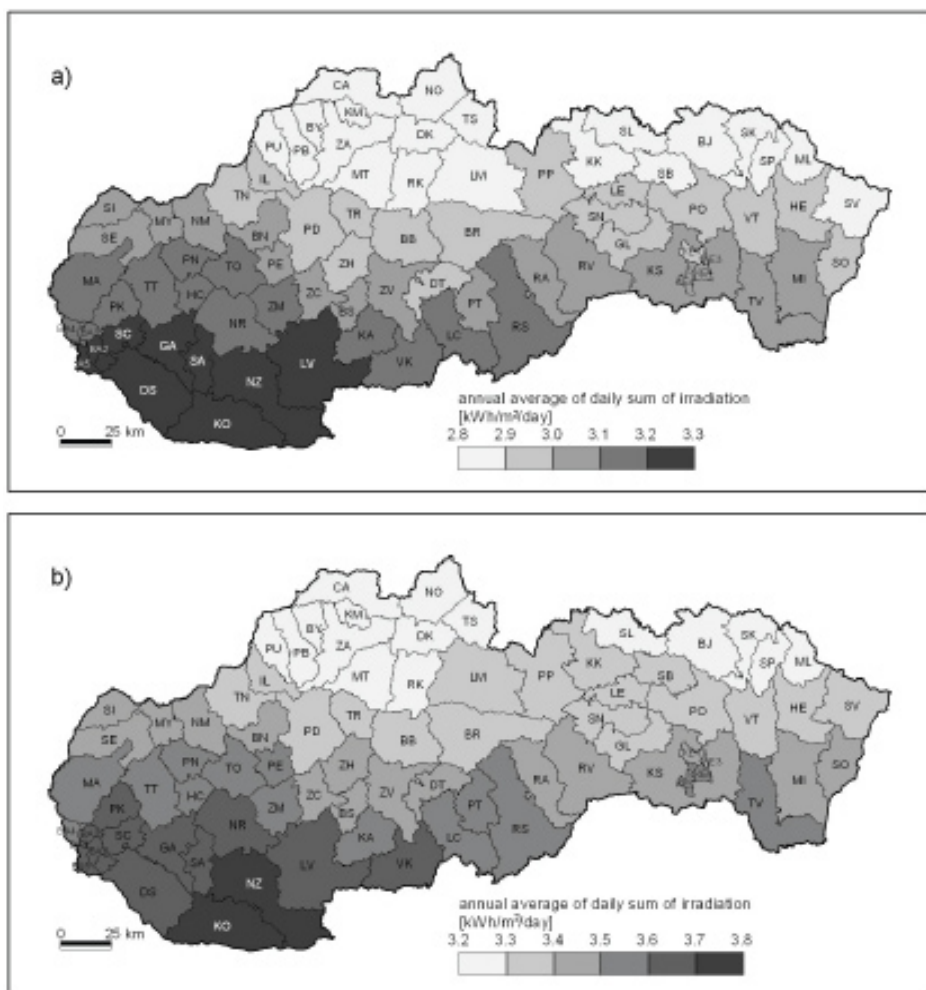 a)
CA NO
KM TS
BY DK
PU PB ZA
MT RK LM
SL BJ SK ML
KK SP
SB
PP
IL LE
TN TR PO HE SV
SI MY NM SN VT
PD BB BR
SE BN GL SO
PN PE ZH
MA TT TO RA RV KS MI
HC ZM ZC ZV DT
PK BS PT TV
NR KA LC RS
SC GA SA LV VK
DS NZ
KO
annual average of daily sum of irradiation
[kWh/m²/day]
2.8 2.9 3.0 3.1 3.2 3.3
0 25 km
b)
CA NO
KM TS
BY DK
PU PB ZA
MT RK LM
SL BJ SK ML
KK SP
SB
PP
IL LE
TN TR PO HE SV
SI MY NM SN VT
PD BB BR
SE BN GL SO
PN PE ZH
MA TT TO RA RV KS MI
HC ZM ZC ZV DT
PK BS PT TV
NR KA LC RS
SC GA SA LV VK
DS NZ
KO
annual average of daily sum of irradiation
[kWh/m²/day]
3.2 3.3 3.4 3.5 3.6 3.7 3.8
0 25 km